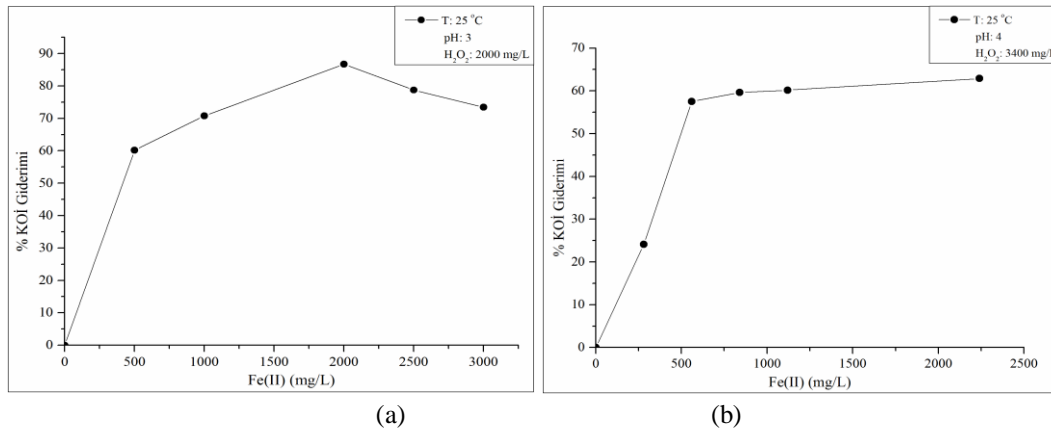 T: 25 °C
pH: 3
H₂O₂: 2000 mg/L
% KOİ Giderimi
90
80
70
60
50
40
30
20
10
0
0 500 1000 1500 2000 2500 3000
Fe(II) (mg/L)
(a)
T: 25 °C
pH: 4
H₂O₂: 3400 mg/
% KOİ Giderimi
70
60
50
40
30
20
10
0
0 500 1000 1500 2000 2500
Fe(II) (mg/L)
(b)